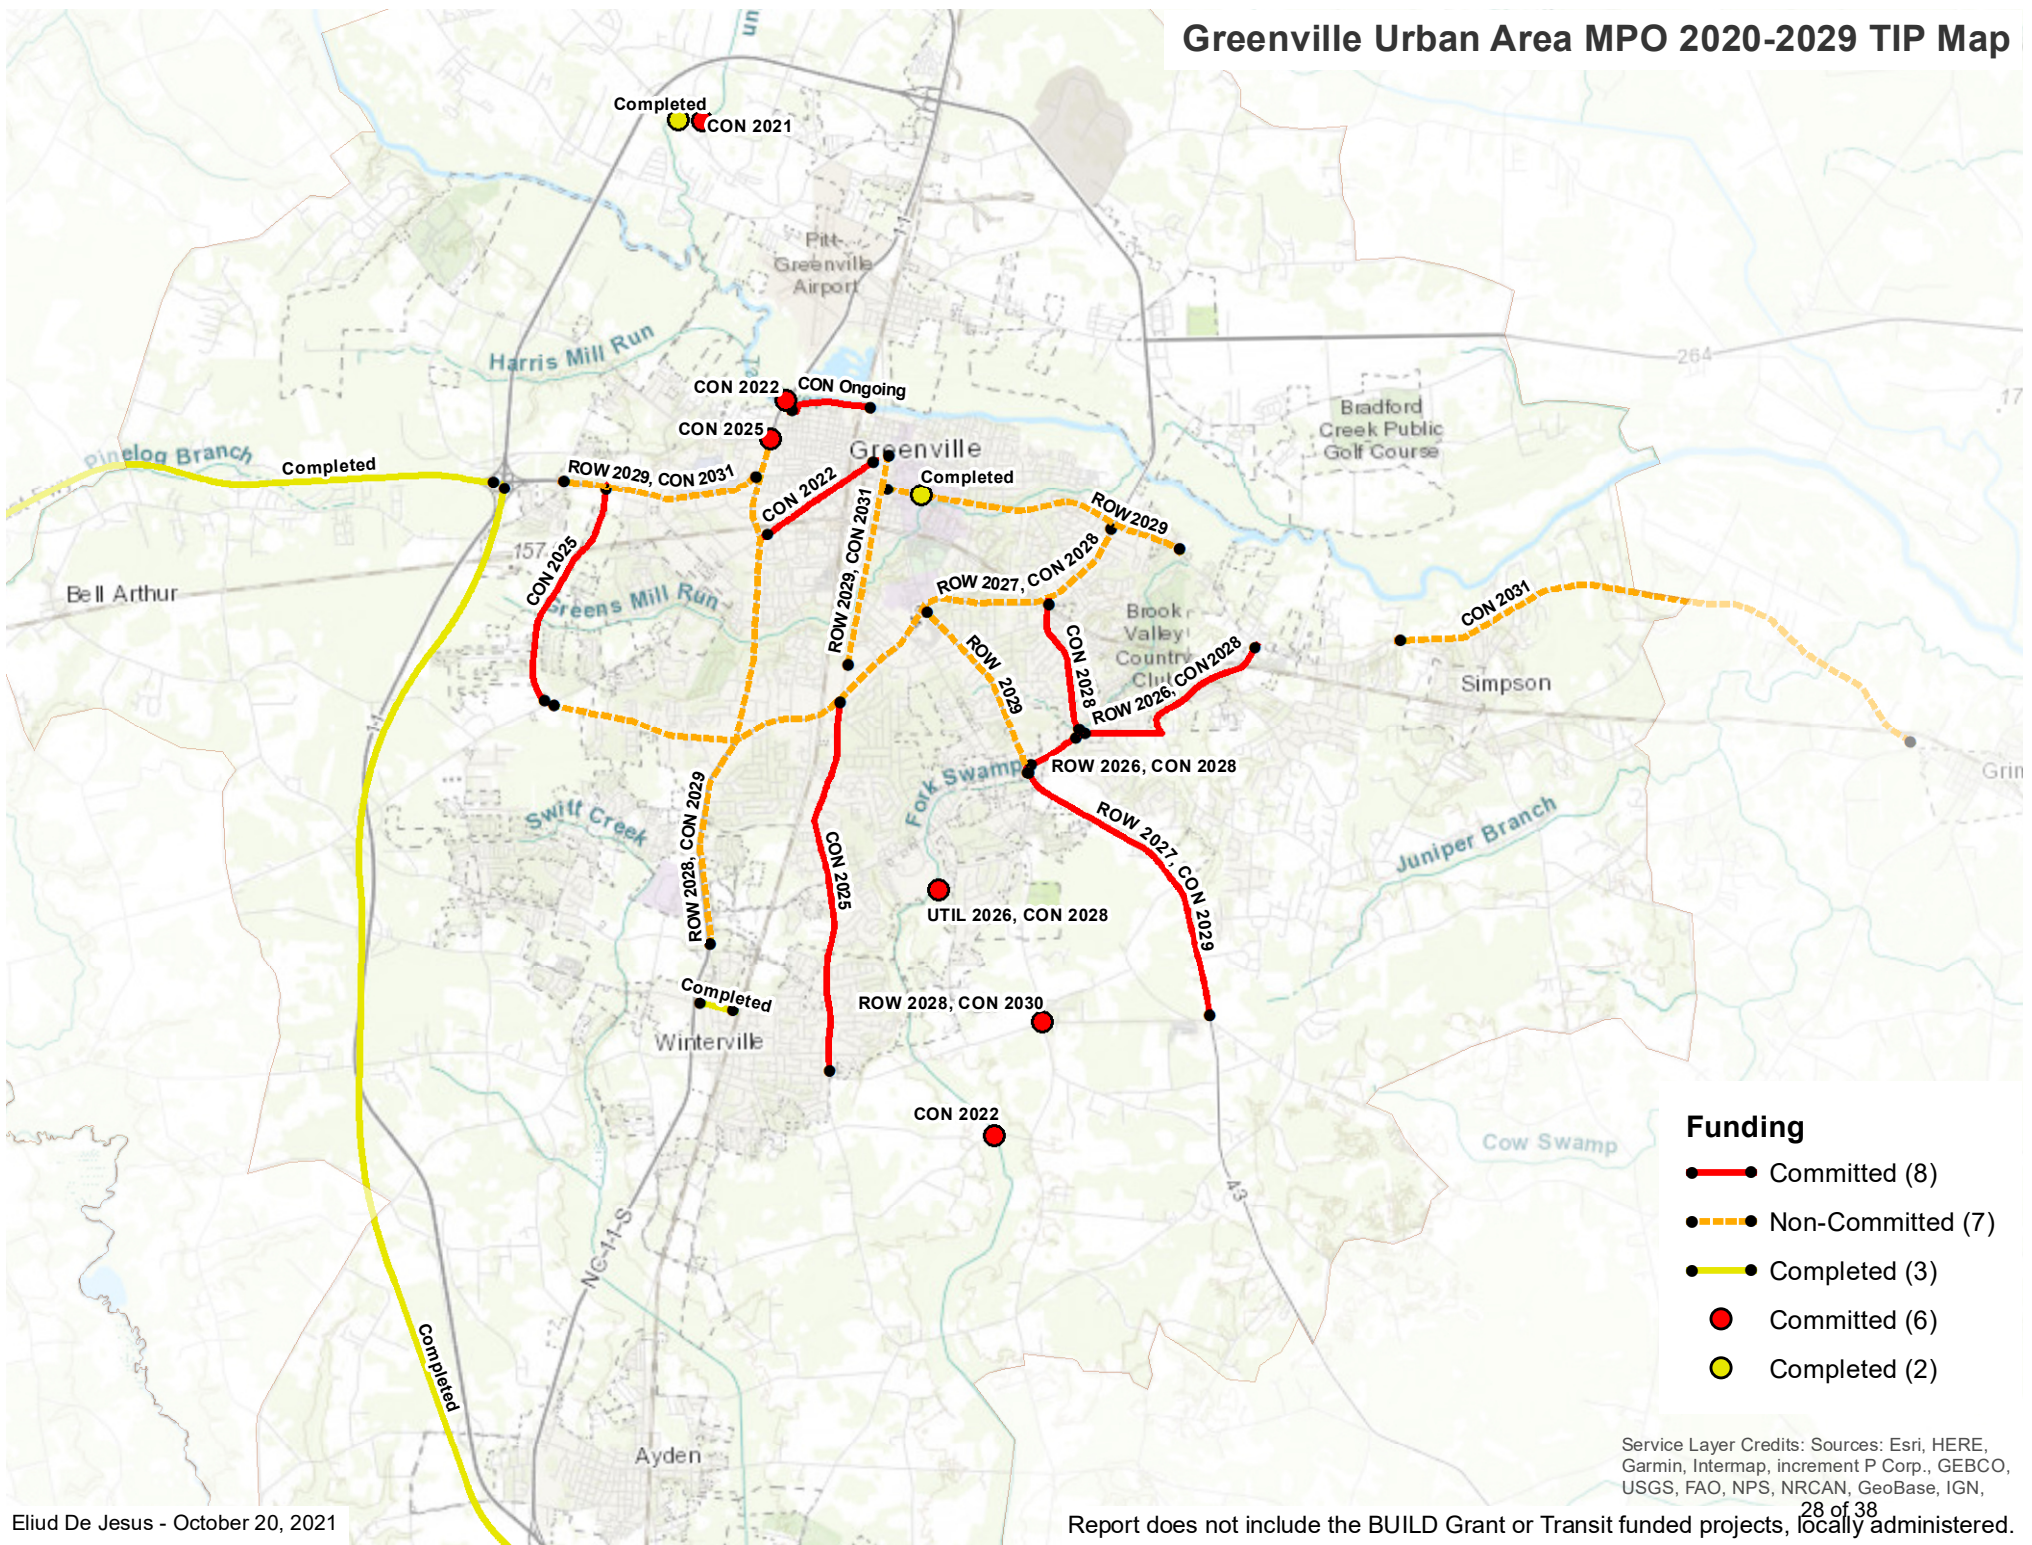 Greenville Urban Area MPO 2020-2029 TIP Map
un
Completed
CON 2021
11
Pitt-
Greenville
Airport
Harris Mill Run
264
17
CON 2022
CON Ongoing
CON 2025
Greenville
Bradford
Creek Public
Golf Course
Pinelog Branch
Completed
ROW 2029, CON 2031
CON 2022
Completed
ROW 2029
157
CON 2025
ROW 2029, CON 2031
ROW 2027, CON 2028
Bell Arthur
Greens Mill Run
Brook
Valley
Country
Club
CON 2031
ROW 2029
CON 2028
ROW 2026, CON 2028
Simpson
11
ROW 2026, CON 2028
Fork Swamp
Grim
Swift Creek
ROW 2028, CON 2029
CON 2025
ROW 2027, CON 2029
Juniper Branch
UTIL 2026, CON 2028
Completed
ROW 2028, CON 2030
Winterville
CON 2022
Cow Swamp
43
NC-11-S
Completed
Ayden
Funding
Committed (8)
Non-Committed (7)
Completed (3)
Committed (6)
Completed (2)
Service Layer Credits: Sources: Esri, HERE,
Garmin, Intermap, increment P Corp., GEBCO,
USGS, FAO, NPS, NRCAN, GeoBase, IGN,
28 of 38
Eliud De Jesus - October 20, 2021
Report does not include the BUILD Grant or Transit funded projects, locally administered.